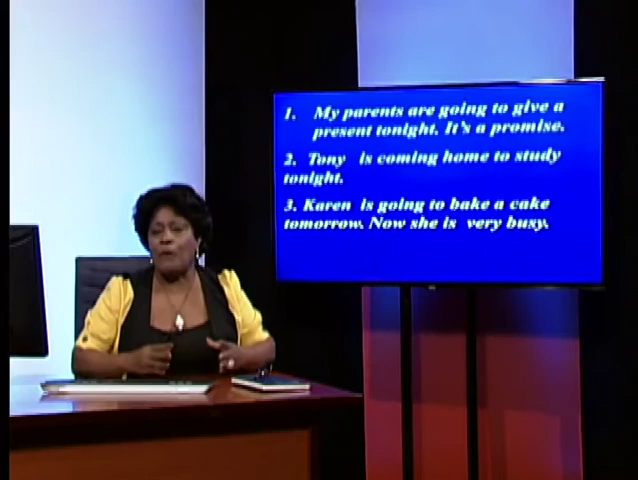 1. My parents are going to give a
present tonight. It's a promise.
2. Tony is coming home to study
tonight.
3. Karen is going to bake a cake
tomorrow. Now she is very busy.